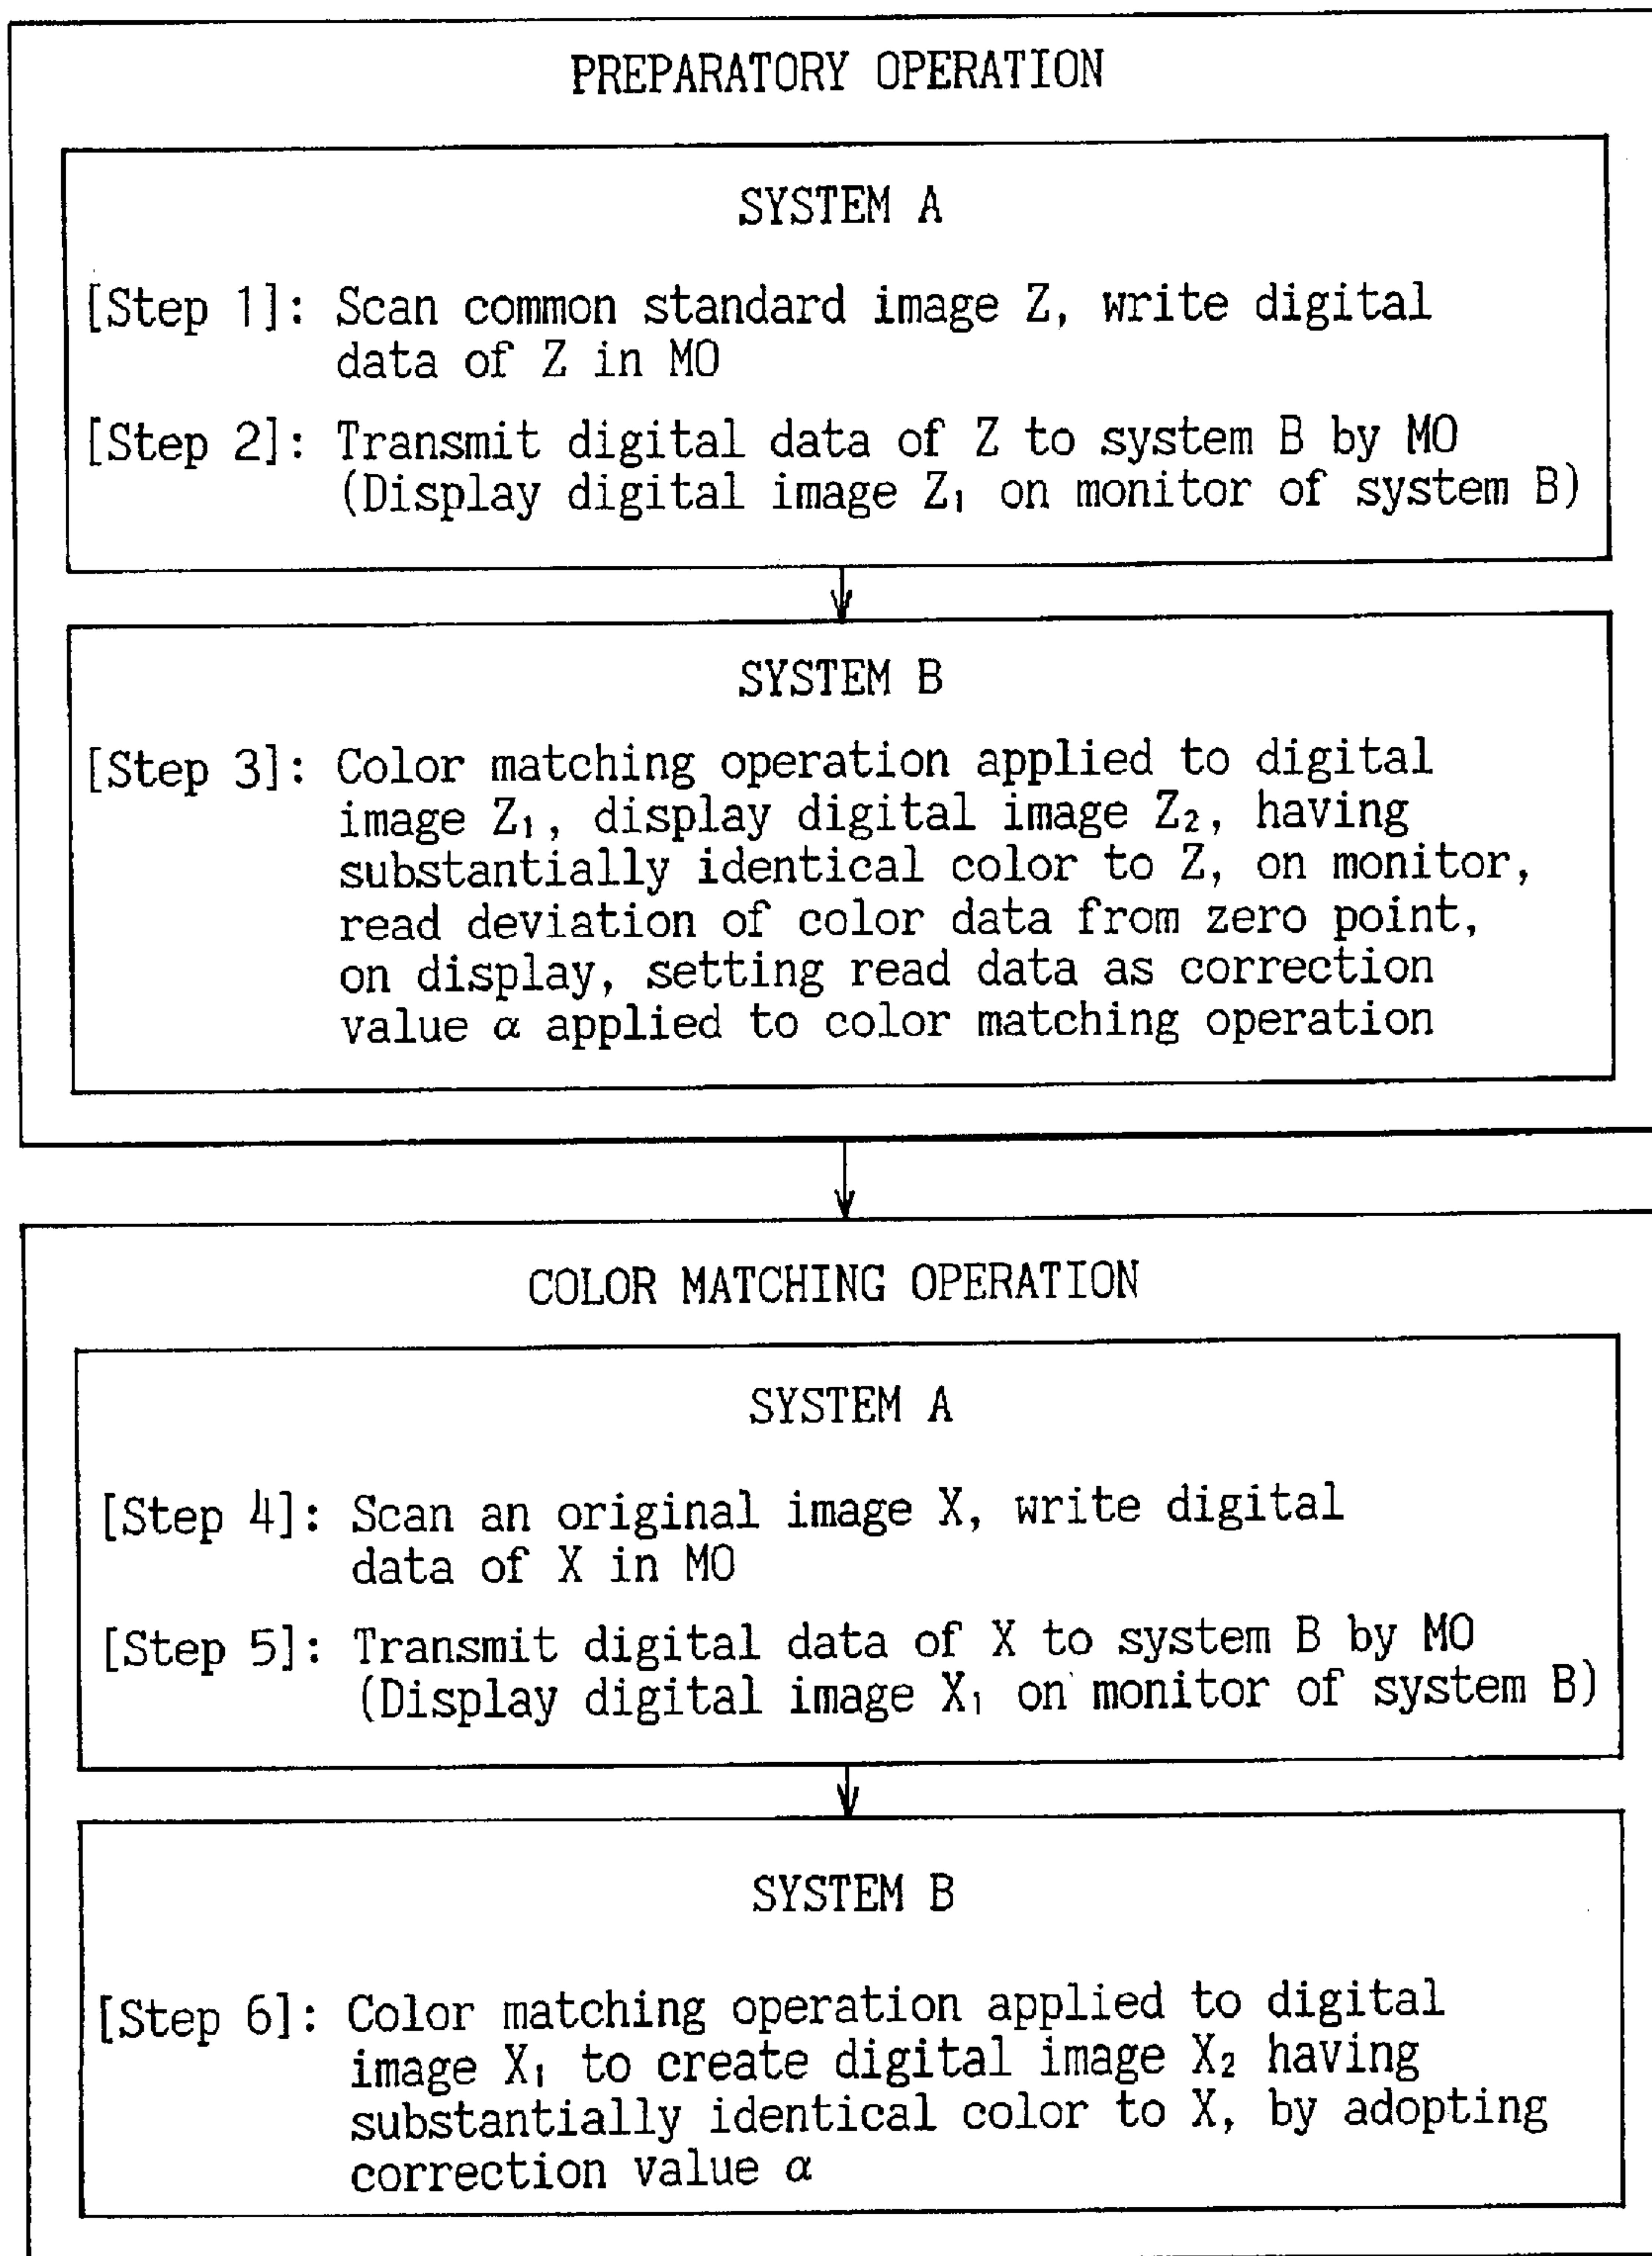 PREPARATORY OPERATION
SYSTEM A
[Step 1]: Scan common standard image Z, write digital
data of Z in MO
[Step 2]: Transmit digital data of Z to system B by MO
(Display digital image Z₁ on monitor of system B)
SYSTEM B
[Step 3]: Color matching operation applied to digital
image Z₁, display digital image Z₂, having
substantially identical color to Z, on monitor,
read deviation of color data from zero point,
on display, setting read data as correction
value α applied to color matching operation
COLOR MATCHING OPERATION
SYSTEM A
[Step 4]: Scan an original image X, write digital
data of X in MO
[Step 5]: Transmit digital data of X to system B by MO
(Display digital image X₁ on monitor of system B)
SYSTEM B
[Step 6]: Color matching operation applied to digital
image X₁ to create digital image X₂ having
substantially identical color to X, by adopting
correction value α